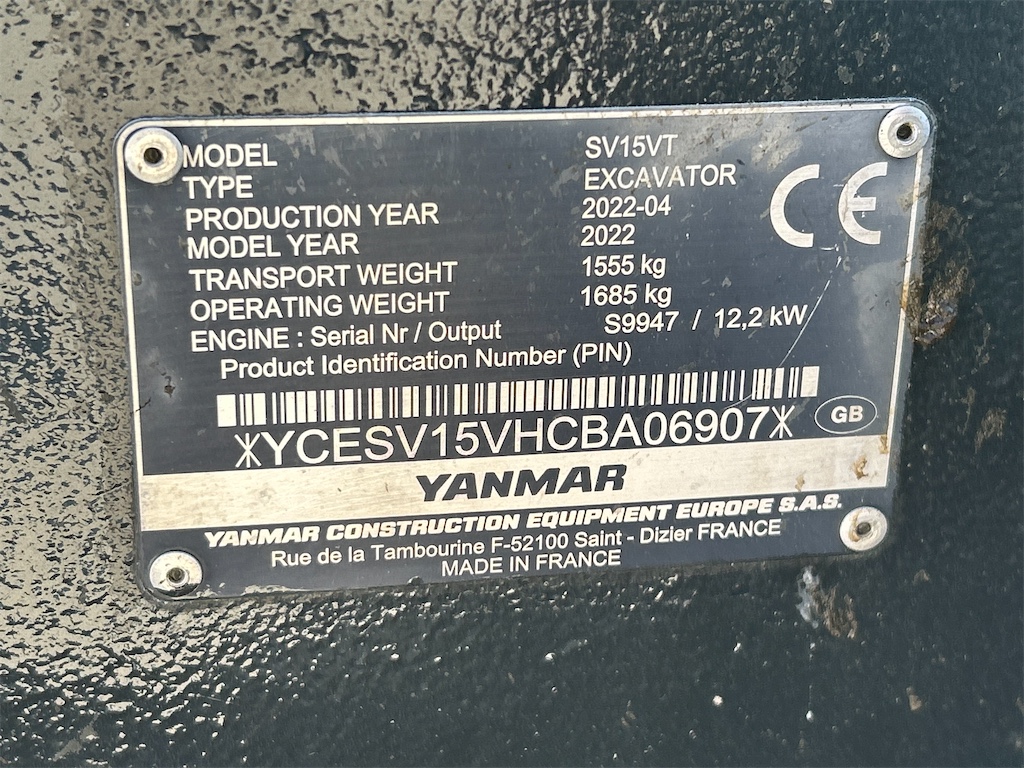 MODEL SV15VT
TYPE EXCAVATOR
PRODUCTION YEAR 2022-04
MODEL YEAR 2022
TRANSPORT WEIGHT 1555 kg
OPERATING WEIGHT 1685 kg
ENGINE : Serial Nr / Output S9947 / 12,2 kW
CE
Product Identification Number (PIN)
YCESV15VHCBA06907
GB
YANMAR
YANMAR CONSTRUCTION EQUIPMENT EUROPE S.A.S.
Rue de la Tambourine F-52100 Saint - Dizier FRANCE
MADE IN FRANCE